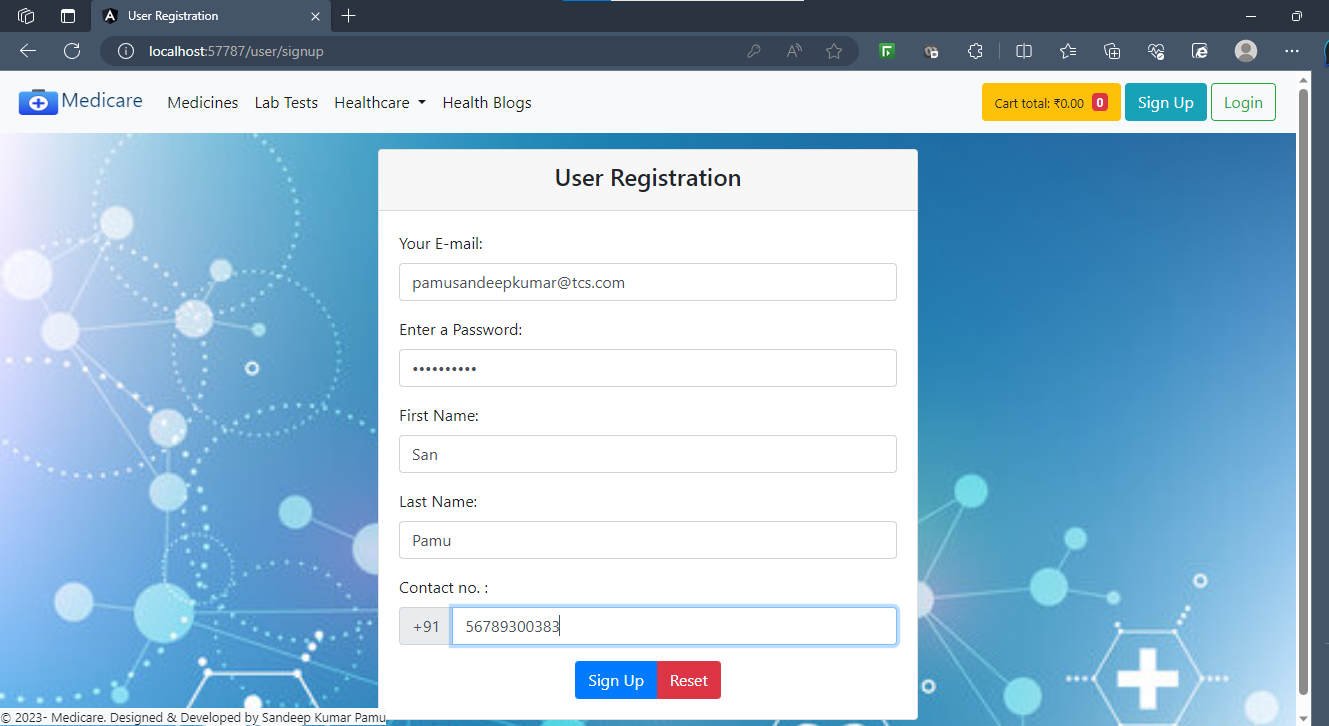 User Registration
localhost:57787/user/signup
Medicare Medicines Lab Tests Healthcare Health Blogs Cart total: ₹0.00 0 Sign Up Login
User Registration
Your E-mail:
pamusandeepkumar@tcs.com
Enter a Password:
••••••••••
First Name:
San
Last Name:
Pamu
Contact no. :
+91 56789300383
Sign Up Reset
© 2023- Medicare. Designed & Developed by Sandeep Kumar Pamu